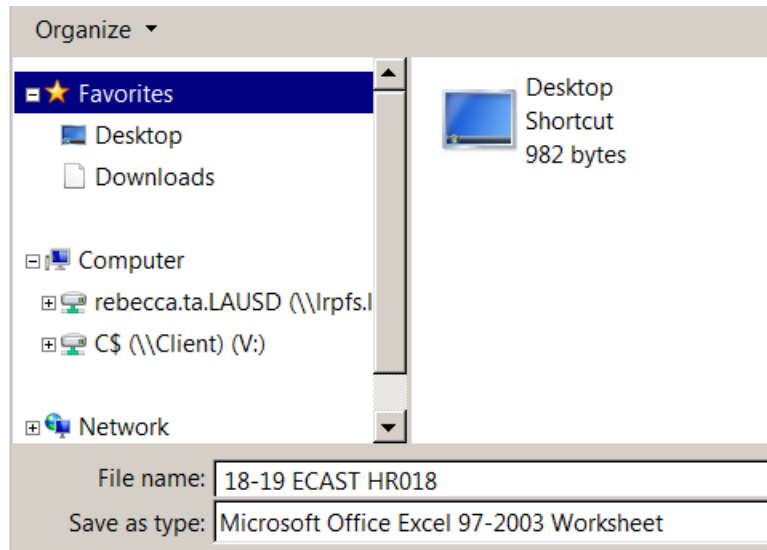 Organize
Favorites
Desktop
Downloads
Computer
rebecca.ta.LAUSD (\\lrpfs.l
C$ (\\Client) (V:)
Network
Desktop
Shortcut
982 bytes
File name: 18-19 ECAST HR018
Save as type: Microsoft Office Excel 97-2003 Worksheet